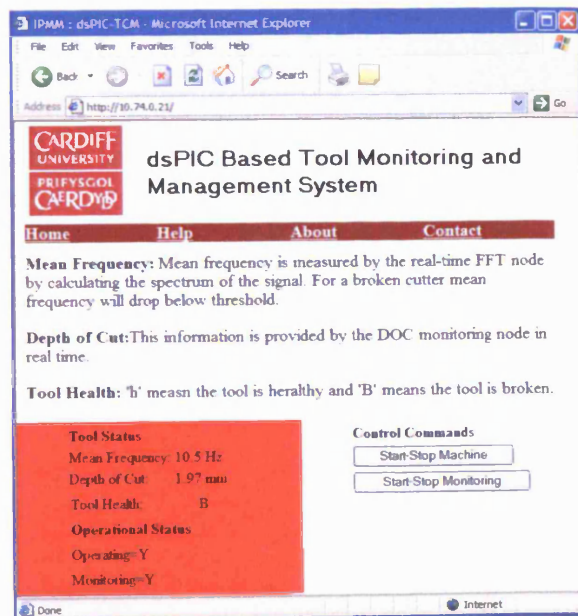 IPMM : dsPIC-TCM - Microsoft Internet Explorer
File Edit View Favorites Tools Help
Back Search
Address http://10.74.0.21/ Go
CARDIFF
UNIVERSITY
PRIFYSGOL
CAERDYDD
dsPIC Based Tool Monitoring and
Management System
Home Help About Contact
Mean Frequency: Mean frequency is measured by the real-time FFT node
by calculating the spectrum of the signal. For a broken cutter mean
frequency will drop below threshold.
Depth of Cut:This information is provided by the DOC monitoring node in
real time.
Tool Health: 'h' measn the tool is heralthy and 'B' means the tool is broken.
Tool Status
Mean Frequency: 10.5 Hz
Depth of Cut: 1.97 mm
Tool Health: B
Operational Status
Operating=Y
Monitoring=Y
Control Commands
Start-Stop Machine
Start-Stop Monitoring
Done Internet